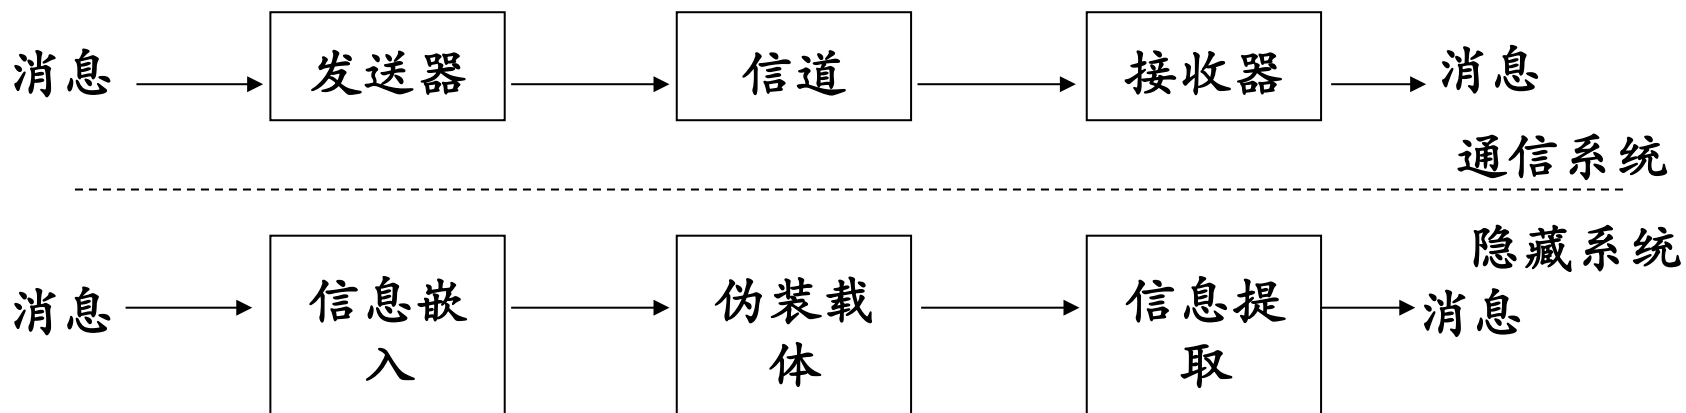 消息 发送器 信道 接收器 消息
通信系统
隐藏系统
消息 信息嵌 伪装载 信息提 消息
入 体 取